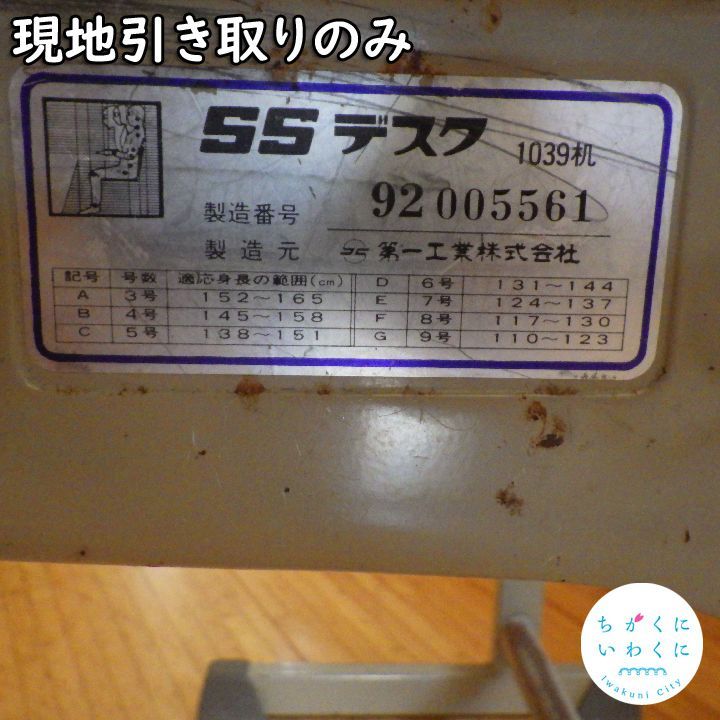 現地引き取りのみ
SSデスク 1039机
製造番号 92 005561
製造元 SS 第一工業株式会社
記号 号数 適応身長の範囲(cm)
A 3号 152～165
B 4号 145～158
C 5号 138～151
D 6号 131～144
E 7号 124～137
F 8号 117～130
G 9号 110～123
ちかくに
いわくに
Iwakuni City